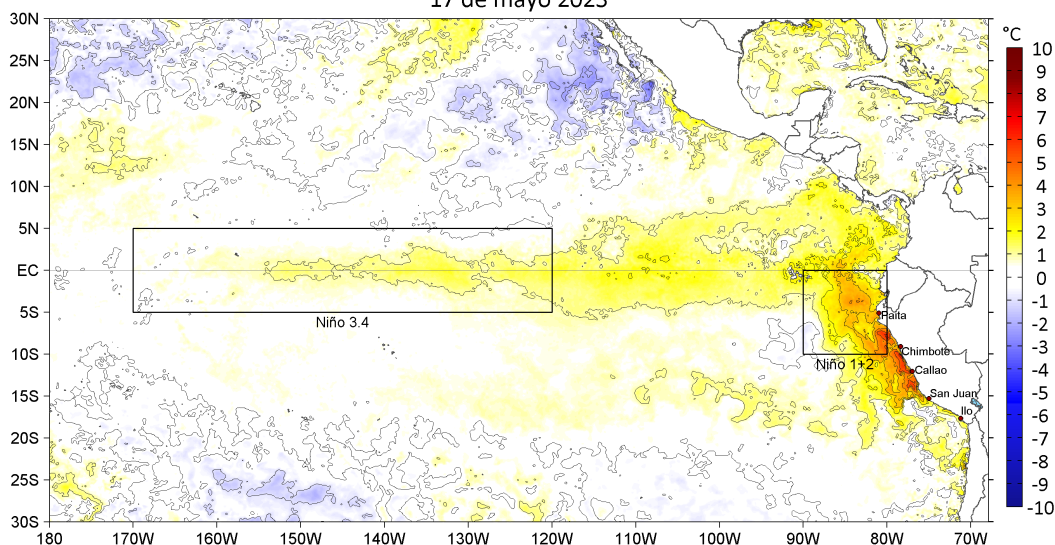 17 de mayo 2023
°C
30N
25N
20N
15N
10N
5N
EC
5S
10S
15S
20S
25S
30S
180
170W
160W
150W
140W
130W
120W
110W
100W
90W
80W
70W
Niño 3.4
Niño 1+2
Paita
Chimbote
Callao
San Juan
Ilo
10
9
8
7
6
5
4
3
2
1
0
-1
-2
-3
-4
-5
-6
-7
-8
-9
-10